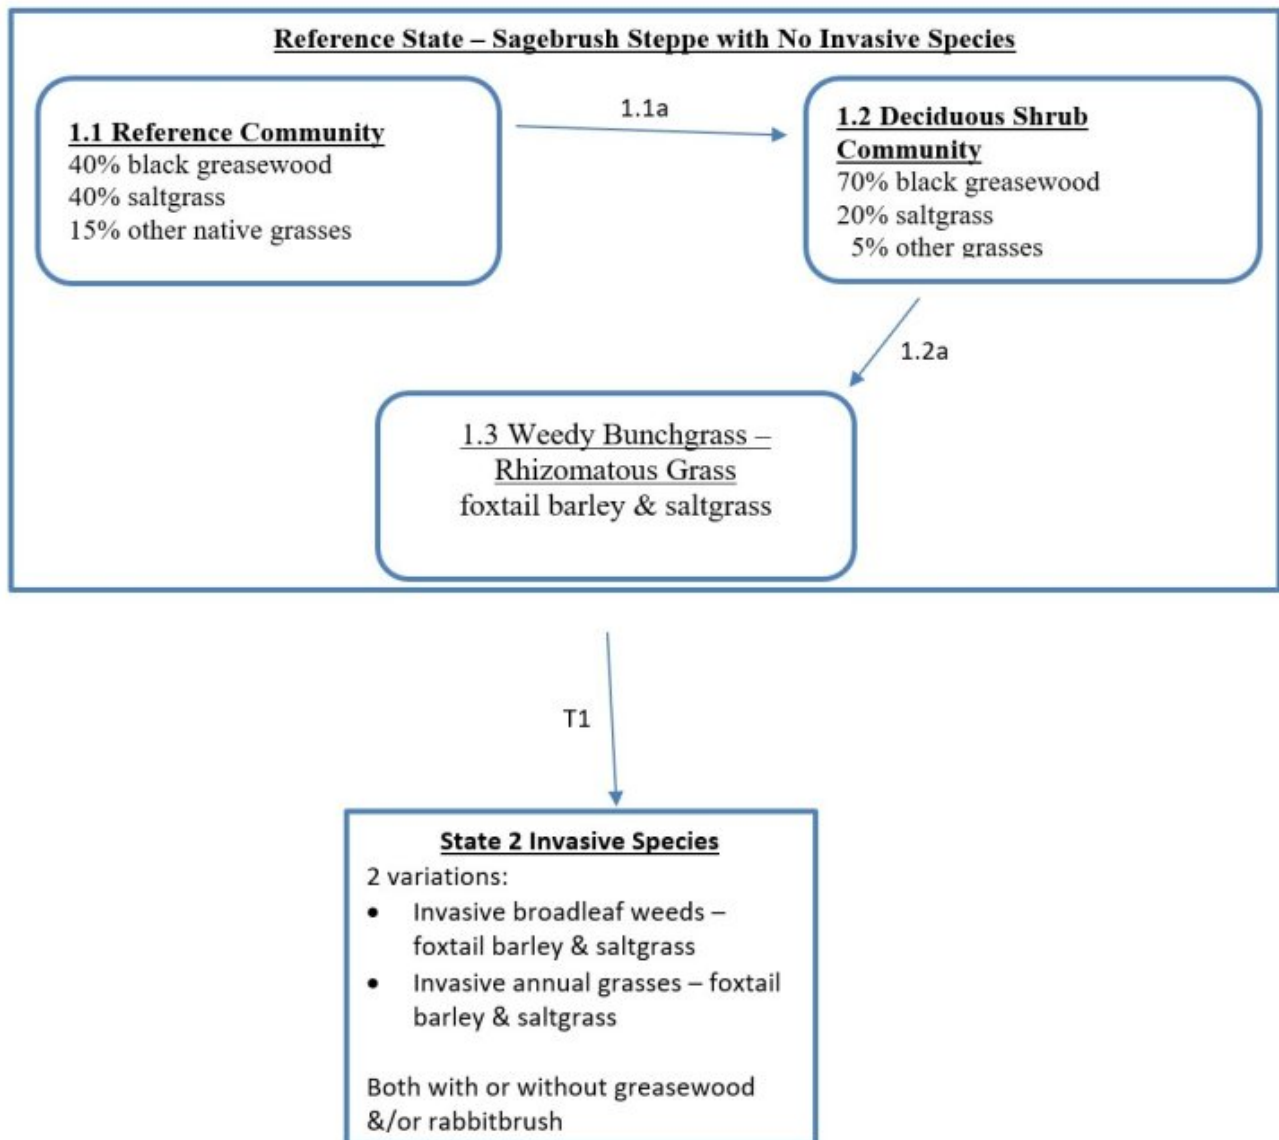 Reference State – Sagebrush Steppe with No Invasive Species
1.1 Reference Community
40% black greasewood
40% saltgrass
15% other native grasses
1.1a
1.2 Deciduous Shrub
Community
70% black greasewood
20% saltgrass
5% other grasses
1.2a
1.3 Weedy Bunchgrass –
Rhizomatous Grass
foxtail barley & saltgrass
T1
State 2 Invasive Species
2 variations:
• Invasive broadleaf weeds –
foxtail barley & saltgrass
• Invasive annual grasses – foxtail
barley & saltgrass
Both with or without greasewood
&/or rabbitbrush